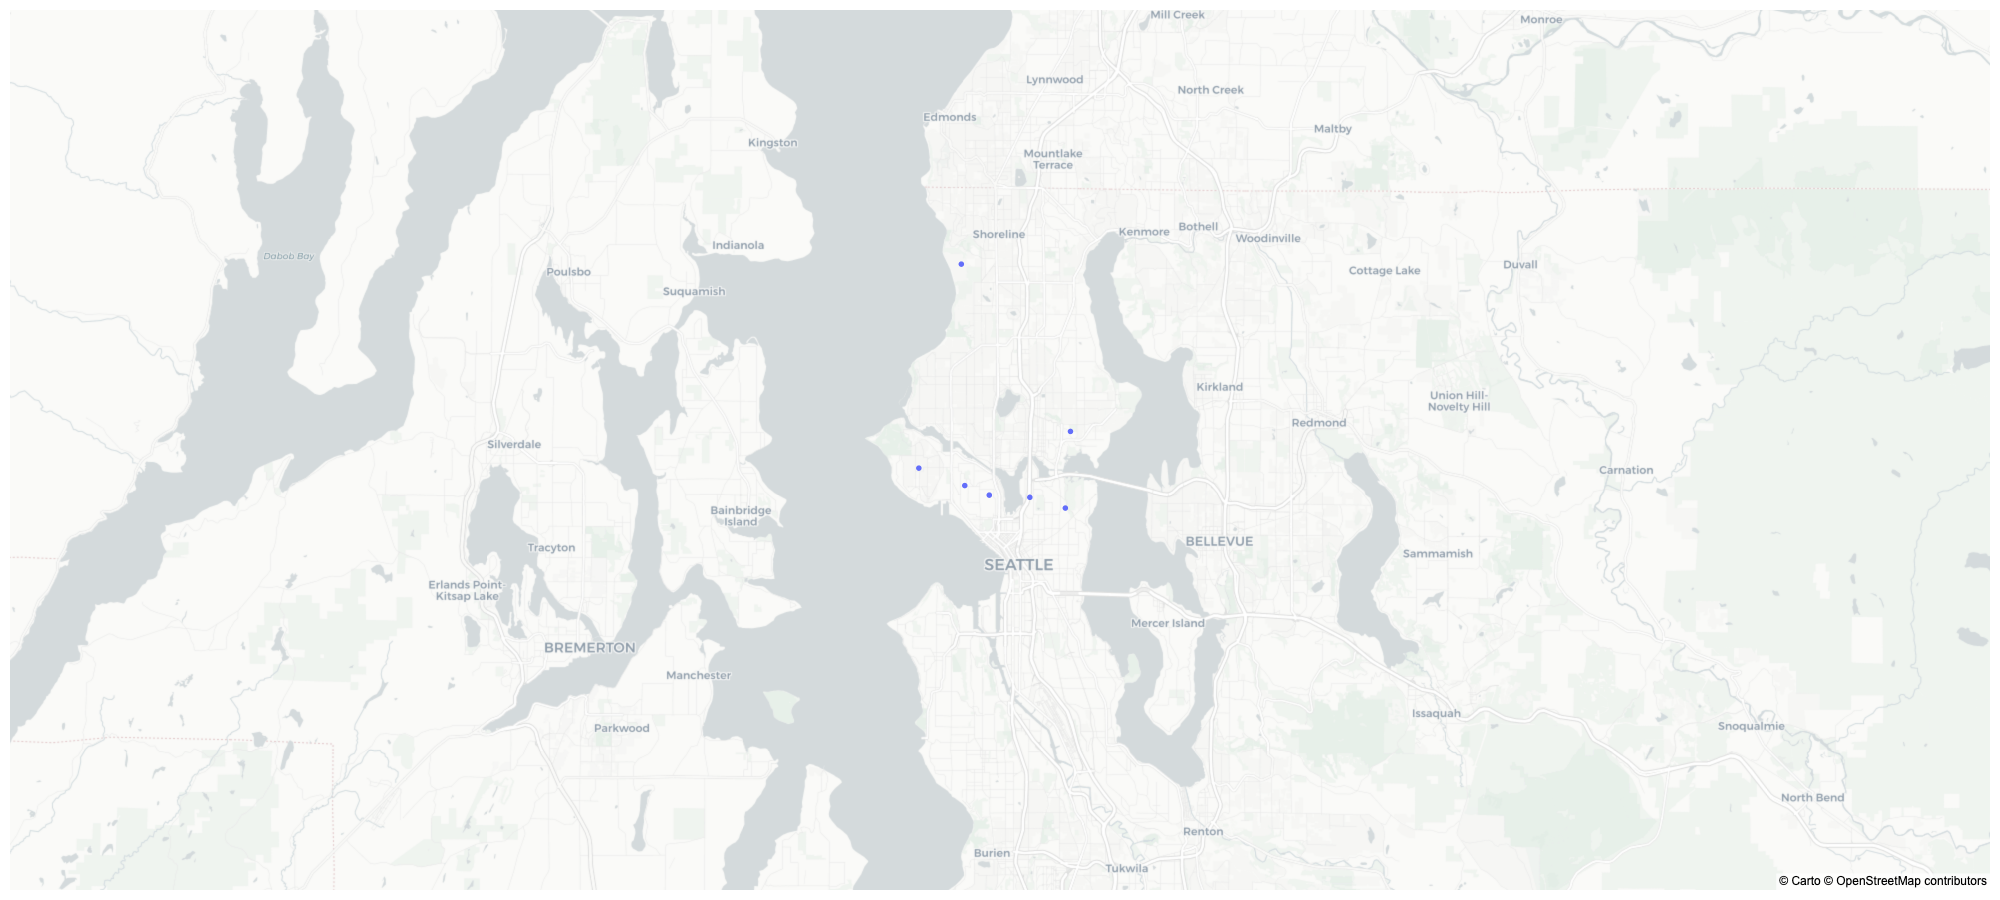 Mill Creek
Monroe
Lynnwood
North Creek
Edmonds
Maltby
Kingston
Mountlake
Terrace
Bothell
Kenmore
Shoreline
Woodinville
Indianola
Dabob Bay
Poulsbo
Cottage Lake
Duvall
Suquamish
Kirkland
Union Hill-
Novelty Hill
Redmond
Silverdale
Carnation
Bainbridge
Island
BELLEVUE
Tracyton
Sammamish
SEATTLE
Erlands Point-
Kitsap Lake
Mercer Island
BREMERTON
Manchester
Issaquah
Parkwood
Snoqualmie
North Bend
Renton
Burien
Tukwila
© Carto © OpenStreetMap contributors